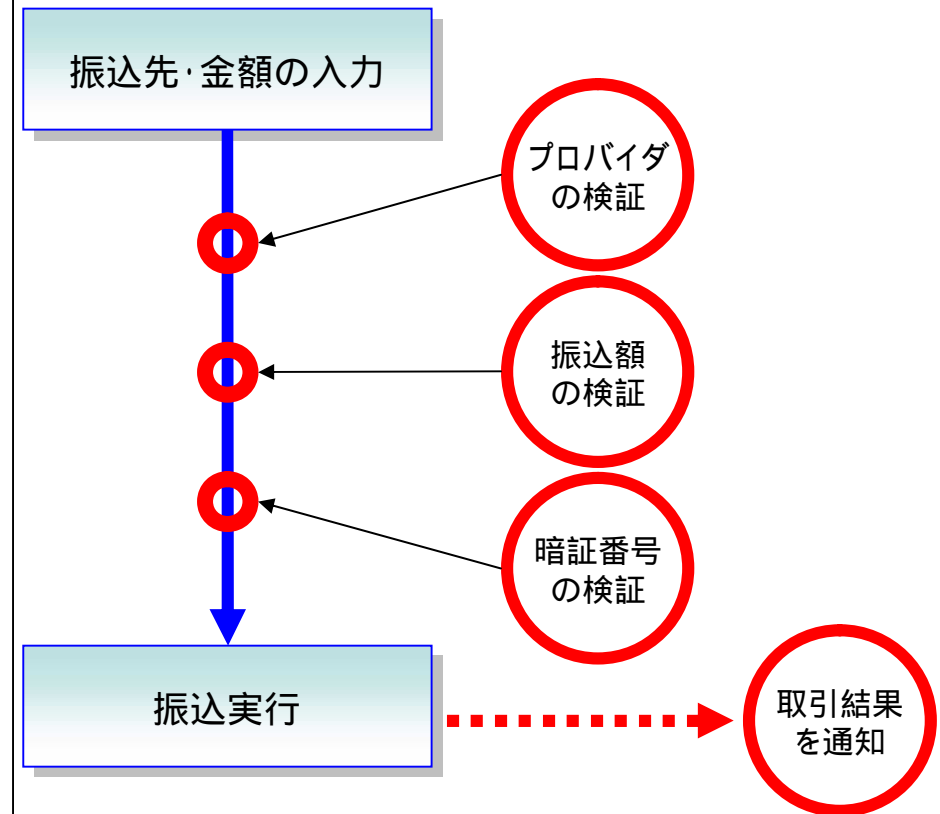 振込先・金額の入力
プロバイダ
の検証
振込額
の検証
暗証番号
の検証
振込実行
取引結果
を通知